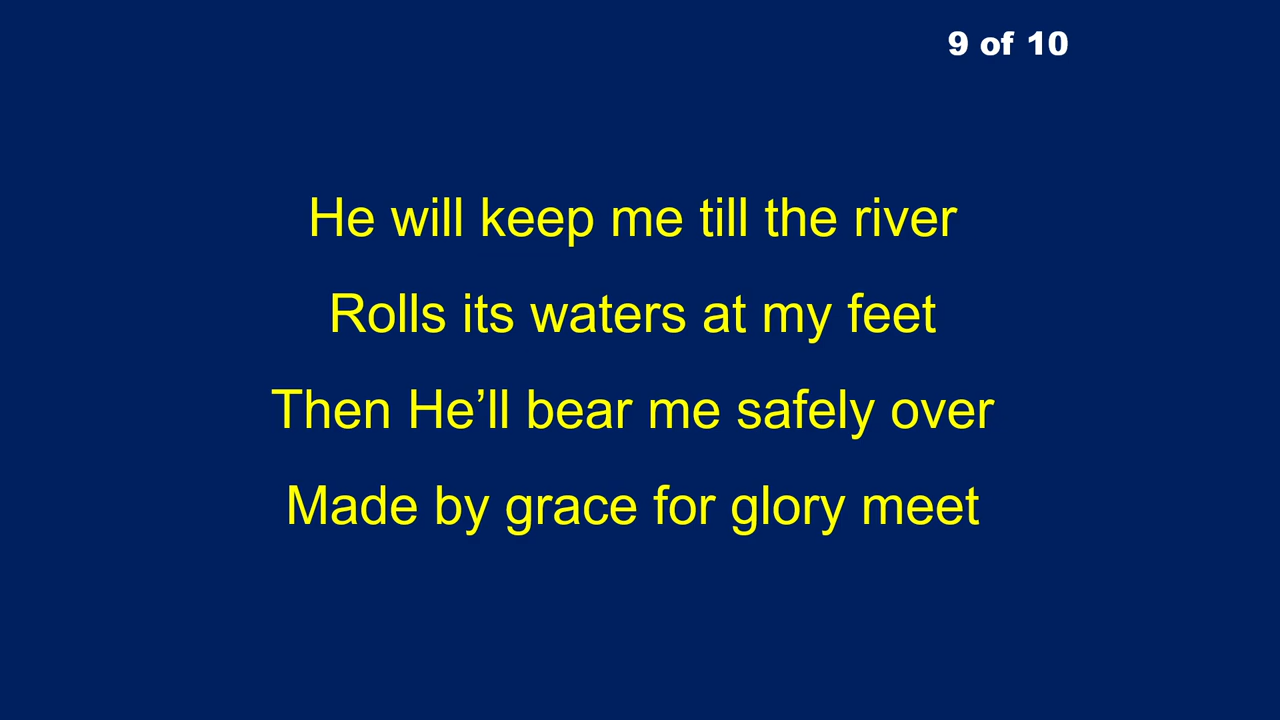 9 of 10
He will keep me till the river
Rolls its waters at my feet
Then He’ll bear me safely over
Made by grace for glory meet